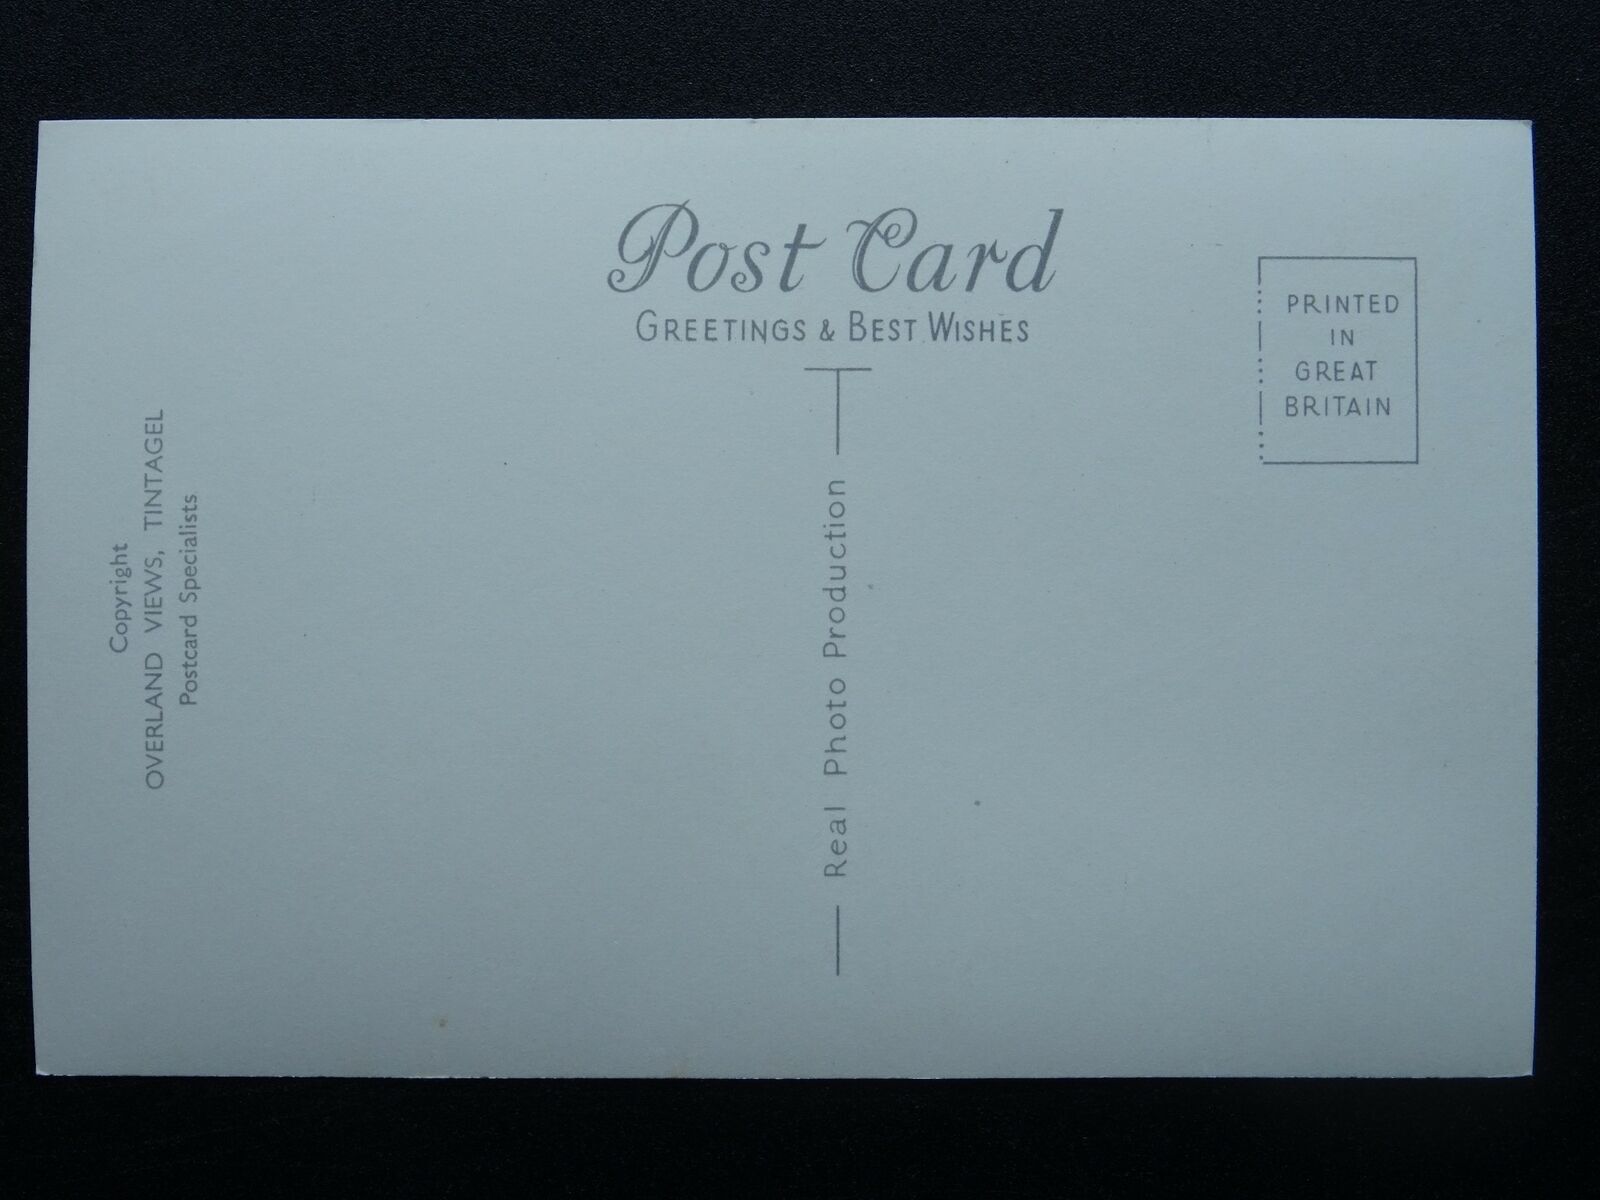 Post Card
GREETINGS & BEST WISHES
PRINTED
IN
GREAT
BRITAIN
Copyright
OVERLAND VIEWS, TINTAGEL
Postcard Specialists
Real Photo Production